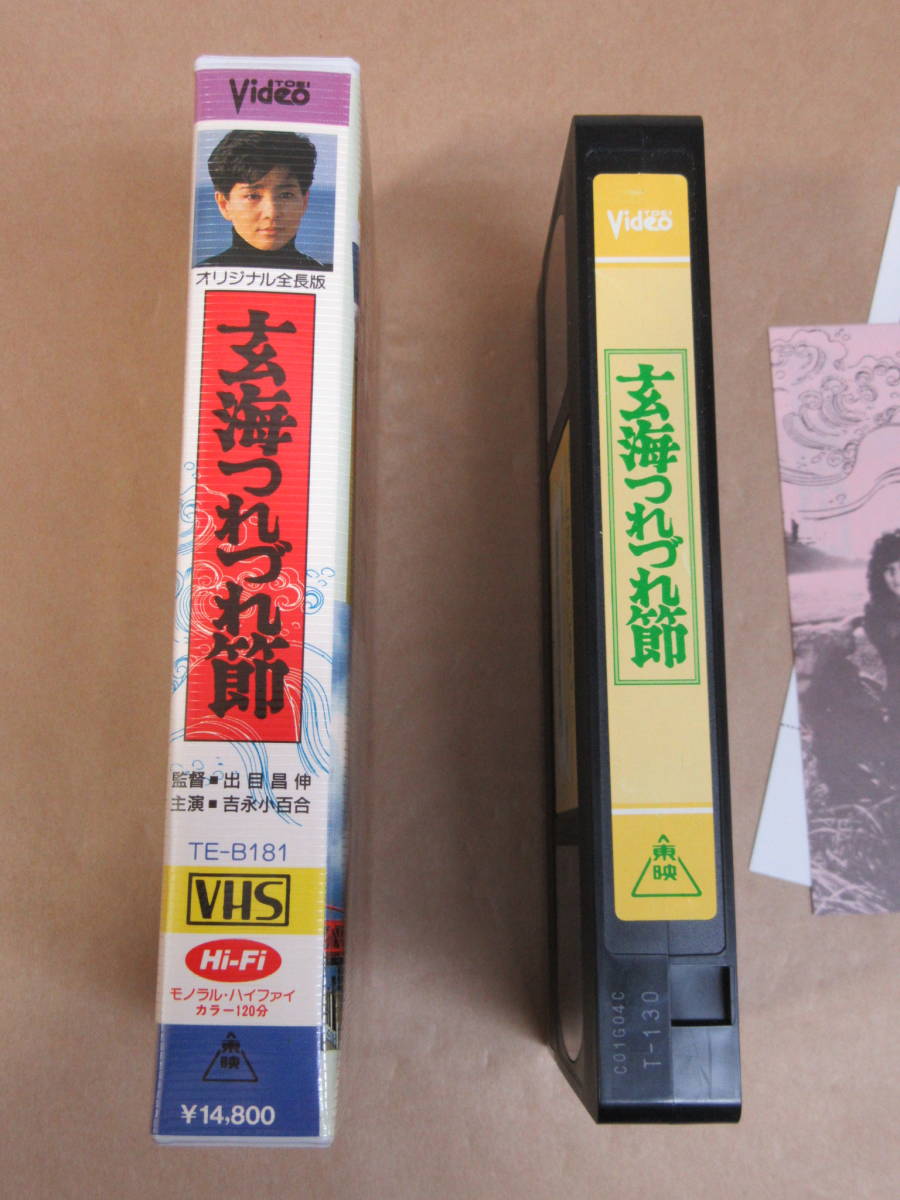 TOEI
Video
オリジナル全長版
玄海つれづれ節
監督■出目昌伸
主演■吉永小百合
TE-B181
VHS
Hi-Fi
モノラル・ハイファイ
カラー120分
東映
¥14,800
TOEI
Video
玄海つれづれ節
東映
C01G04C
T-130